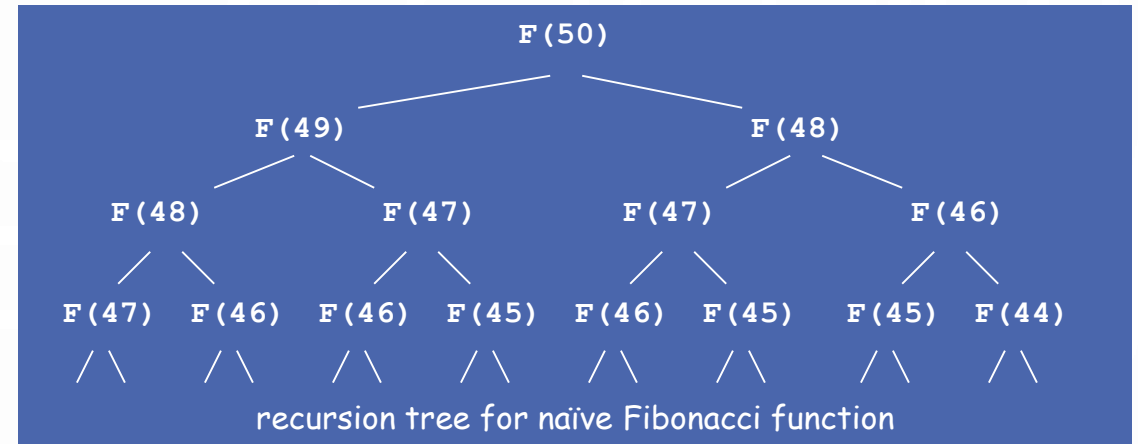 F(50)
F(49) F(48)
F(48) F(47) F(47) F(46)
F(47) F(46) F(46) F(45) F(46) F(45) F(45) F(44)
recursion tree for naïve Fibonacci function